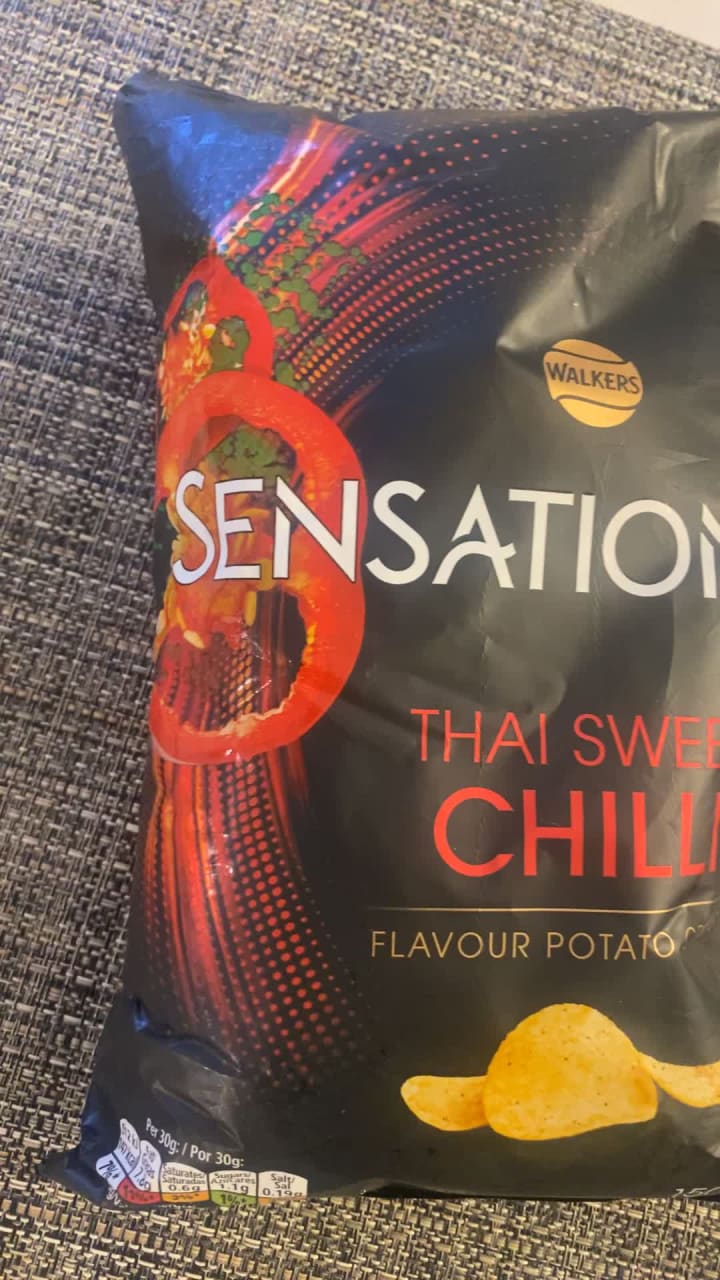 WALKERS
SENSATION
THAI SWEE
CHILLI
FLAVOUR POTATO
Per 30g: / Por 30g:
Saturates/ Sugars/ Salt/
Saturadas Azúcares Sal
0.6g 1.1g 0.19g